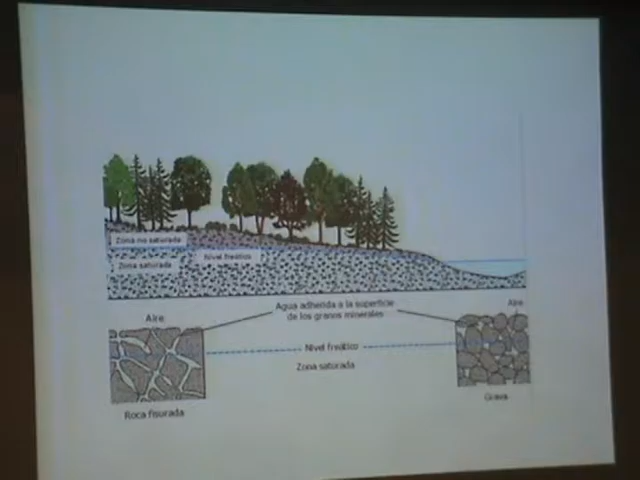 Zona no saturada
Nivel freático
Zona saturada
Agua adherida a la superficie
de los granos minerales
Aire
Aire
Nivel freático
Zona saturada
Roca fisurada
Grava